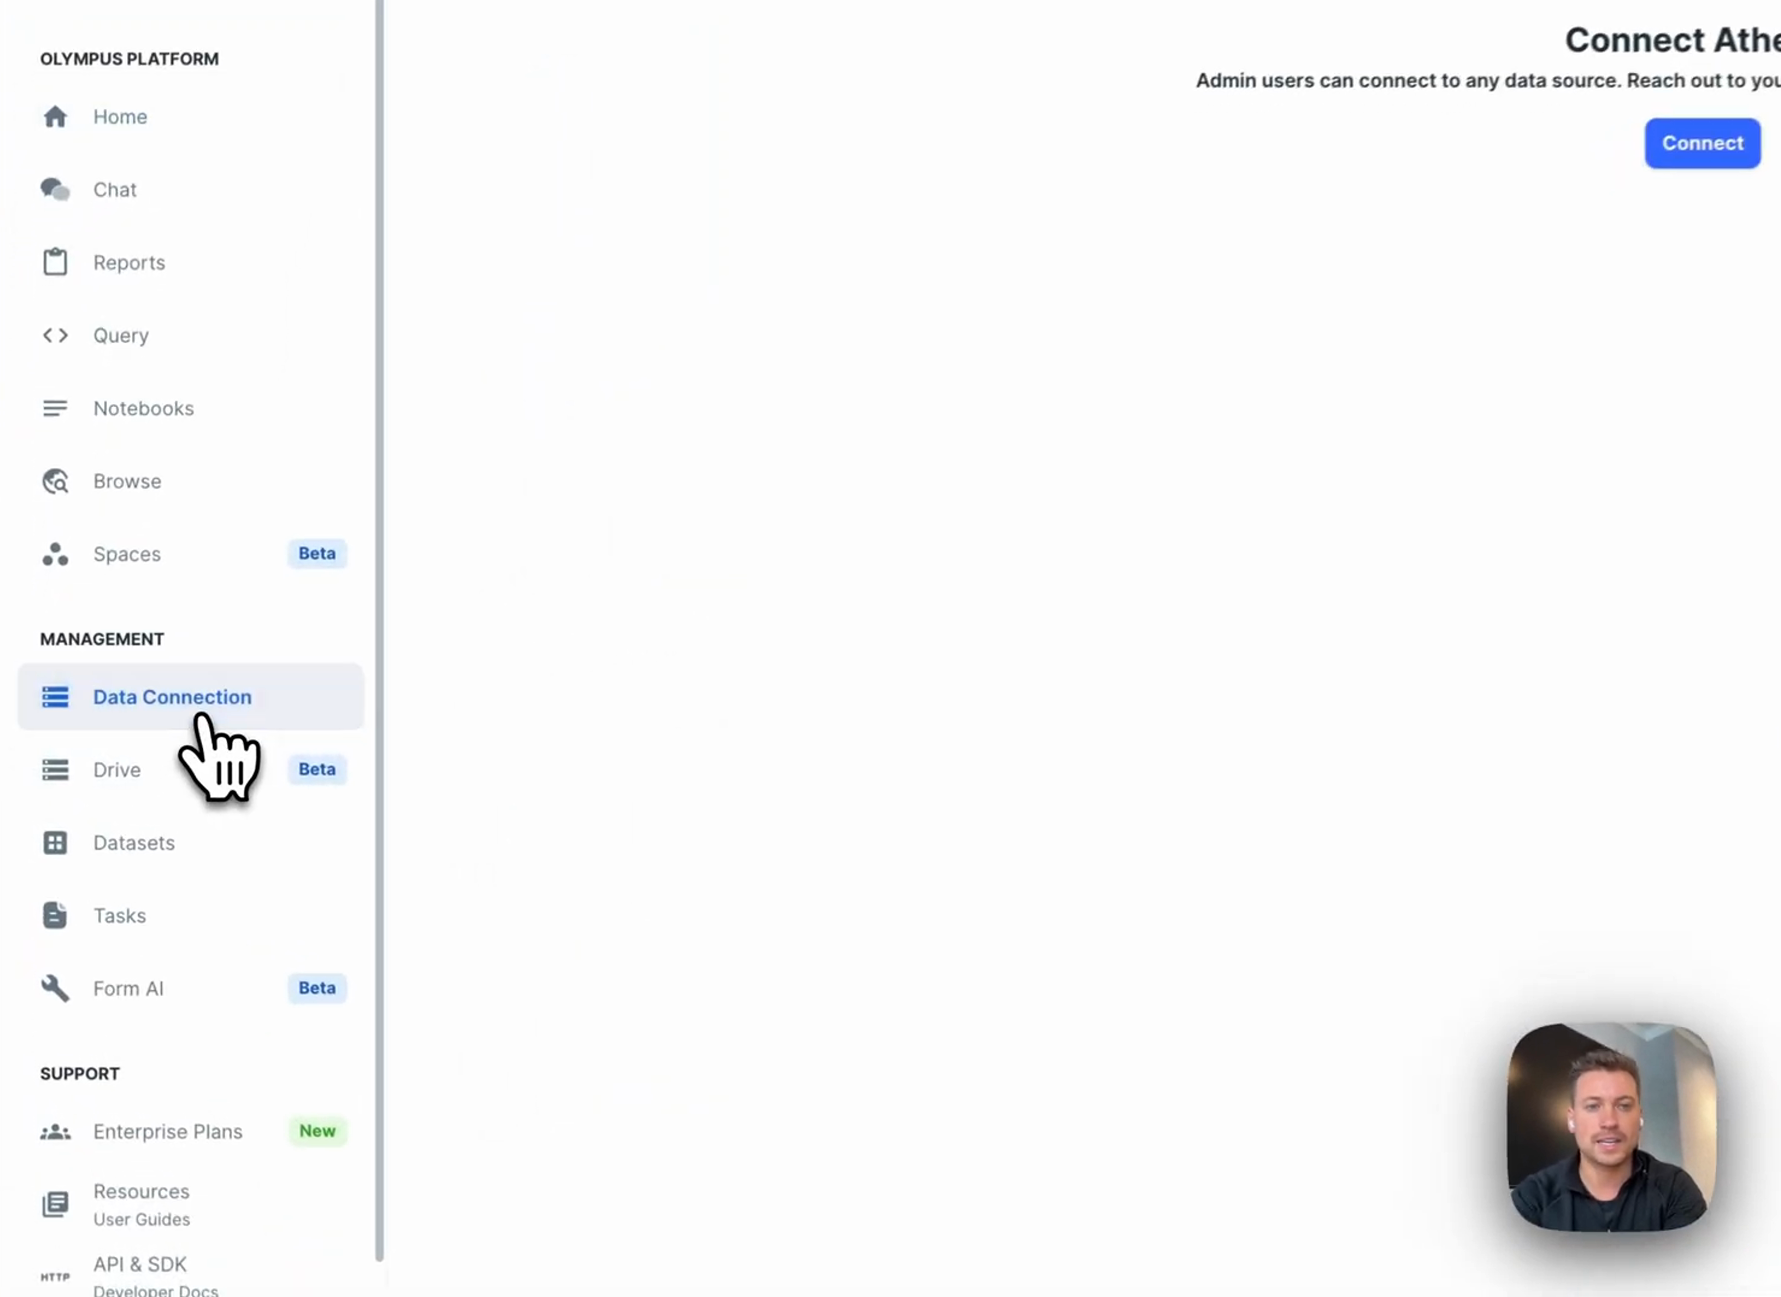 OLYMPUS PLATFORM
Home
Chat
Reports
Query
Notebooks
Browse
Spaces Beta
MANAGEMENT
Data Connection
Drive Beta
Datasets
Tasks
Form AI Beta
SUPPORT
Enterprise Plans New
Resources
User Guides
HTTP API & SDK
Developer Docs
Connect Athe
Admin users can connect to any data source. Reach out to you
Connect